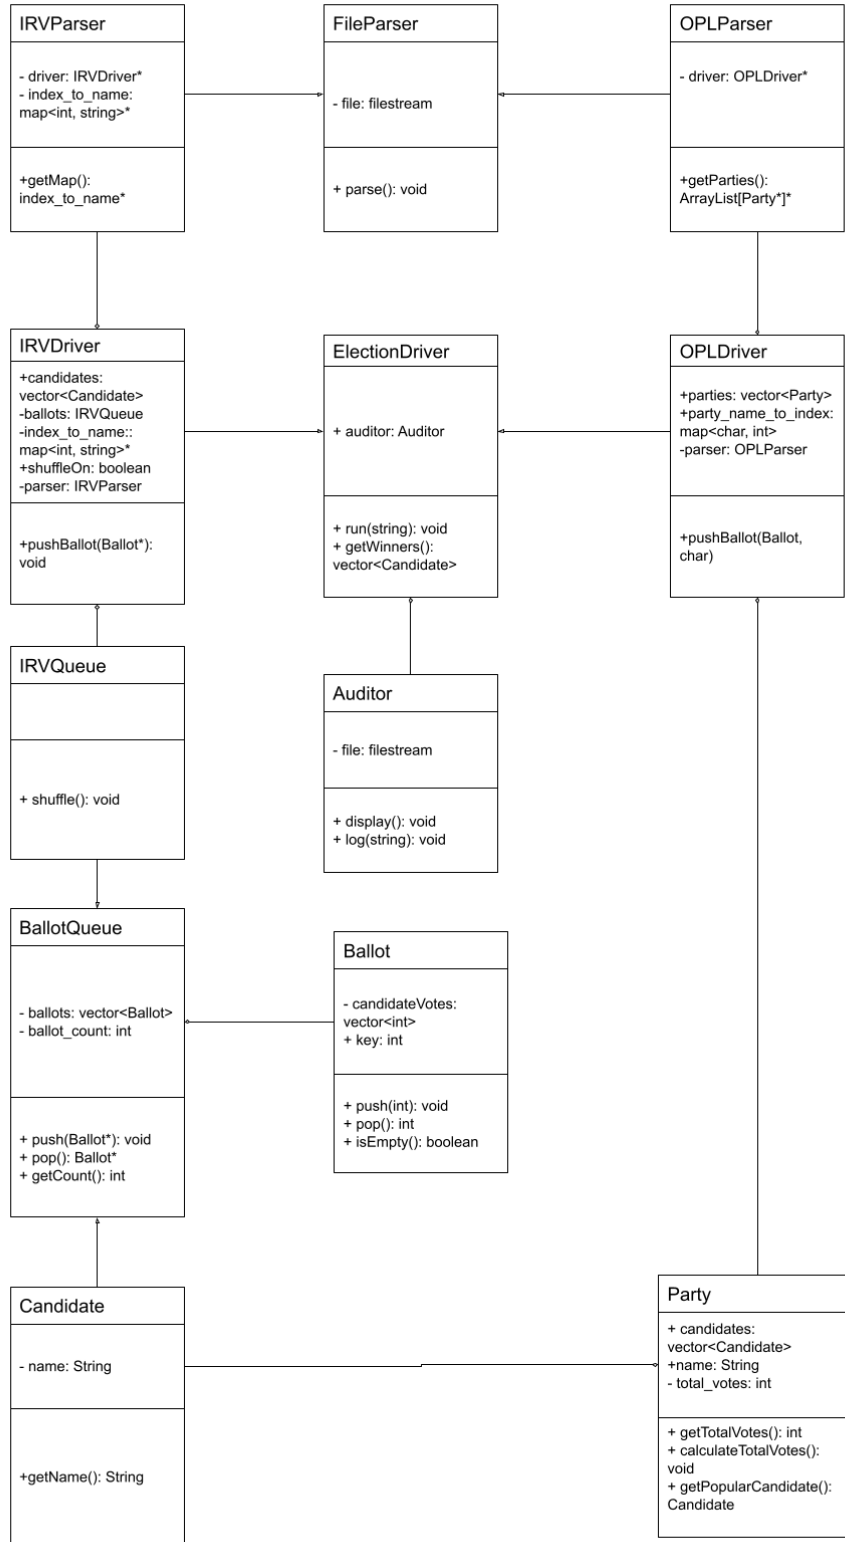 IRVParser
- driver: IRVDriver*
- index_to_name:
map<int, string>*
+getMap():
index_to_name*
FileParser
- file: filestream
+ parse(): void
OPLParser
- driver: OPLDriver*
+getParties():
ArrayList[Party*]*
IRVDriver
+candidates:
vector<Candidate>
-ballots: IRVQueue
-index_to_name::
map<int, string>*
+shuffleOn: boolean
-parser: IRVParser
+pushBallot(Ballot*):
void
ElectionDriver
+ auditor: Auditor
+ run(string): void
+ getWinners():
vector<Candidate>
OPLDriver
+parties: vector<Party>
+party_name_to_index:
map<char, int>
-parser: OPLParser
+pushBallot(Ballot,
char)
IRVQueue
+ shuffle(): void
Auditor
- file: filestream
+ display(): void
+ log(string): void
BallotQueue
- ballots: vector<Ballot>
- ballot_count: int
+ push(Ballot*): void
+ pop(): Ballot*
+ getCount(): int
Ballot
- candidateVotes:
vector<int>
+ key: int
+ push(int): void
+ pop(): int
+ isEmpty(): boolean
Candidate
- name: String
+getName(): String
Party
+ candidates:
vector<Candidate>
+name: String
- total_votes: int
+ getTotalVotes(): int
+ calculateTotalVotes():
void
+ getPopularCandidate():
Candidate